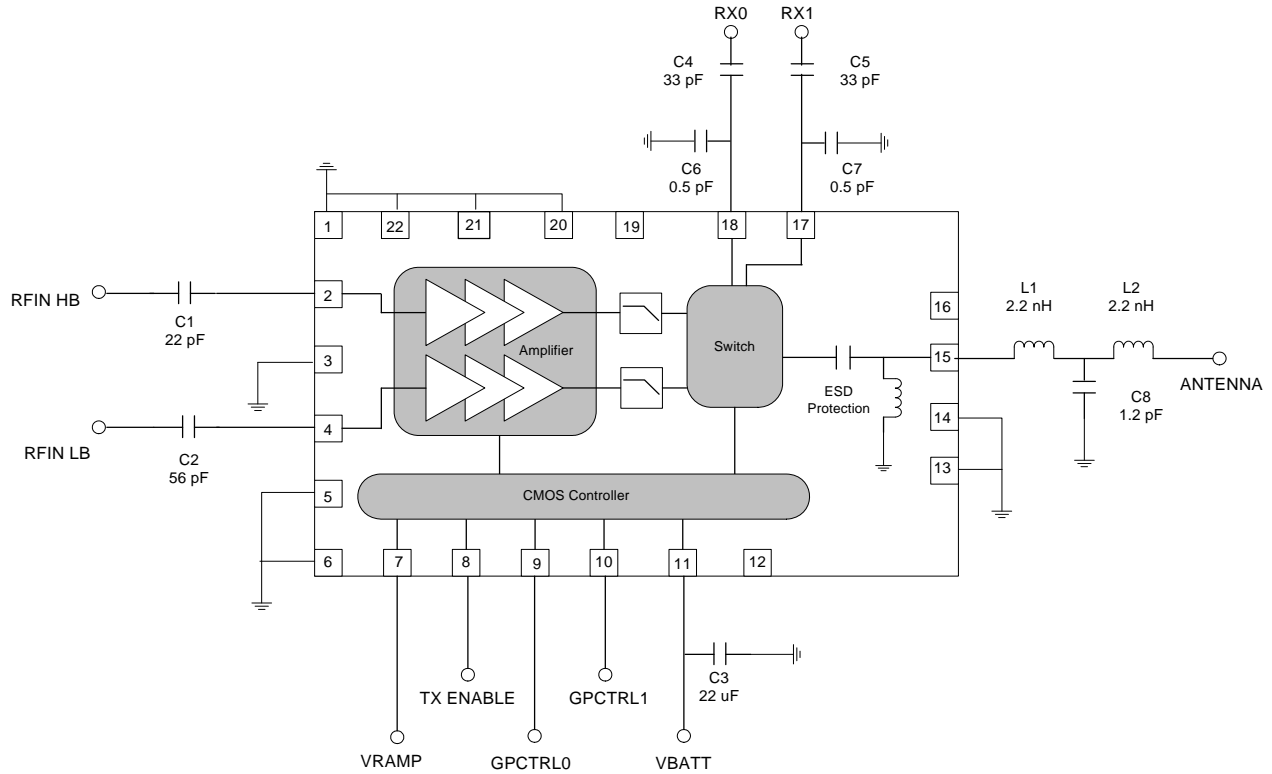 RX0
RX1
C4
33 pF
C5
33 pF
C6
0.5 pF
C7
0.5 pF
1
22
21
20
19
18
17
RFIN HB
C1
22 pF
2
3
RFIN LB
C2
56 pF
4
5
6
Amplifier
Switch
ESD
Protection
16
15
14
13
L1
2.2 nH
L2
2.2 nH
C8
1.2 pF
ANTENNA
CMOS Controller
7
8
9
10
11
12
C3
22 uF
TX ENABLE
GPCTRL1
VRAMP
GPCTRL0
VBATT